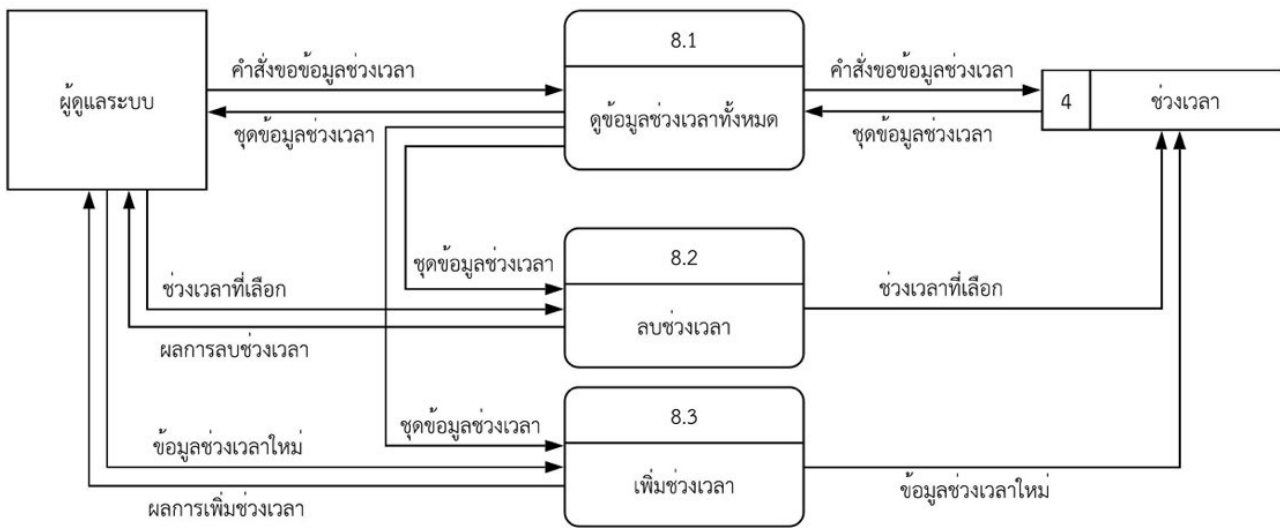 8.1
คำสั่งขอข้อมูลช่วงเวลา
คำสั่งขอข้อมูลช่วงเวลา
ผู้ดูแลระบบ
ดูข้อมูลช่วงเวลาทั้งหมด
4
ช่วงเวลา
ชุดข้อมูลช่วงเวลา
ชุดข้อมูลช่วงเวลา
8.2
ชุดข้อมูลช่วงเวลา
ช่วงเวลาที่เลือก
ช่วงเวลาที่เลือก
ลบช่วงเวลา
ผลการลบช่วงเวลา
8.3
ชุดข้อมูลช่วงเวลา
ข้อมูลช่วงเวลาใหม่
เพิ่มช่วงเวลา
ข้อมูลช่วงเวลาใหม่
ผลการเพิ่มช่วงเวลา